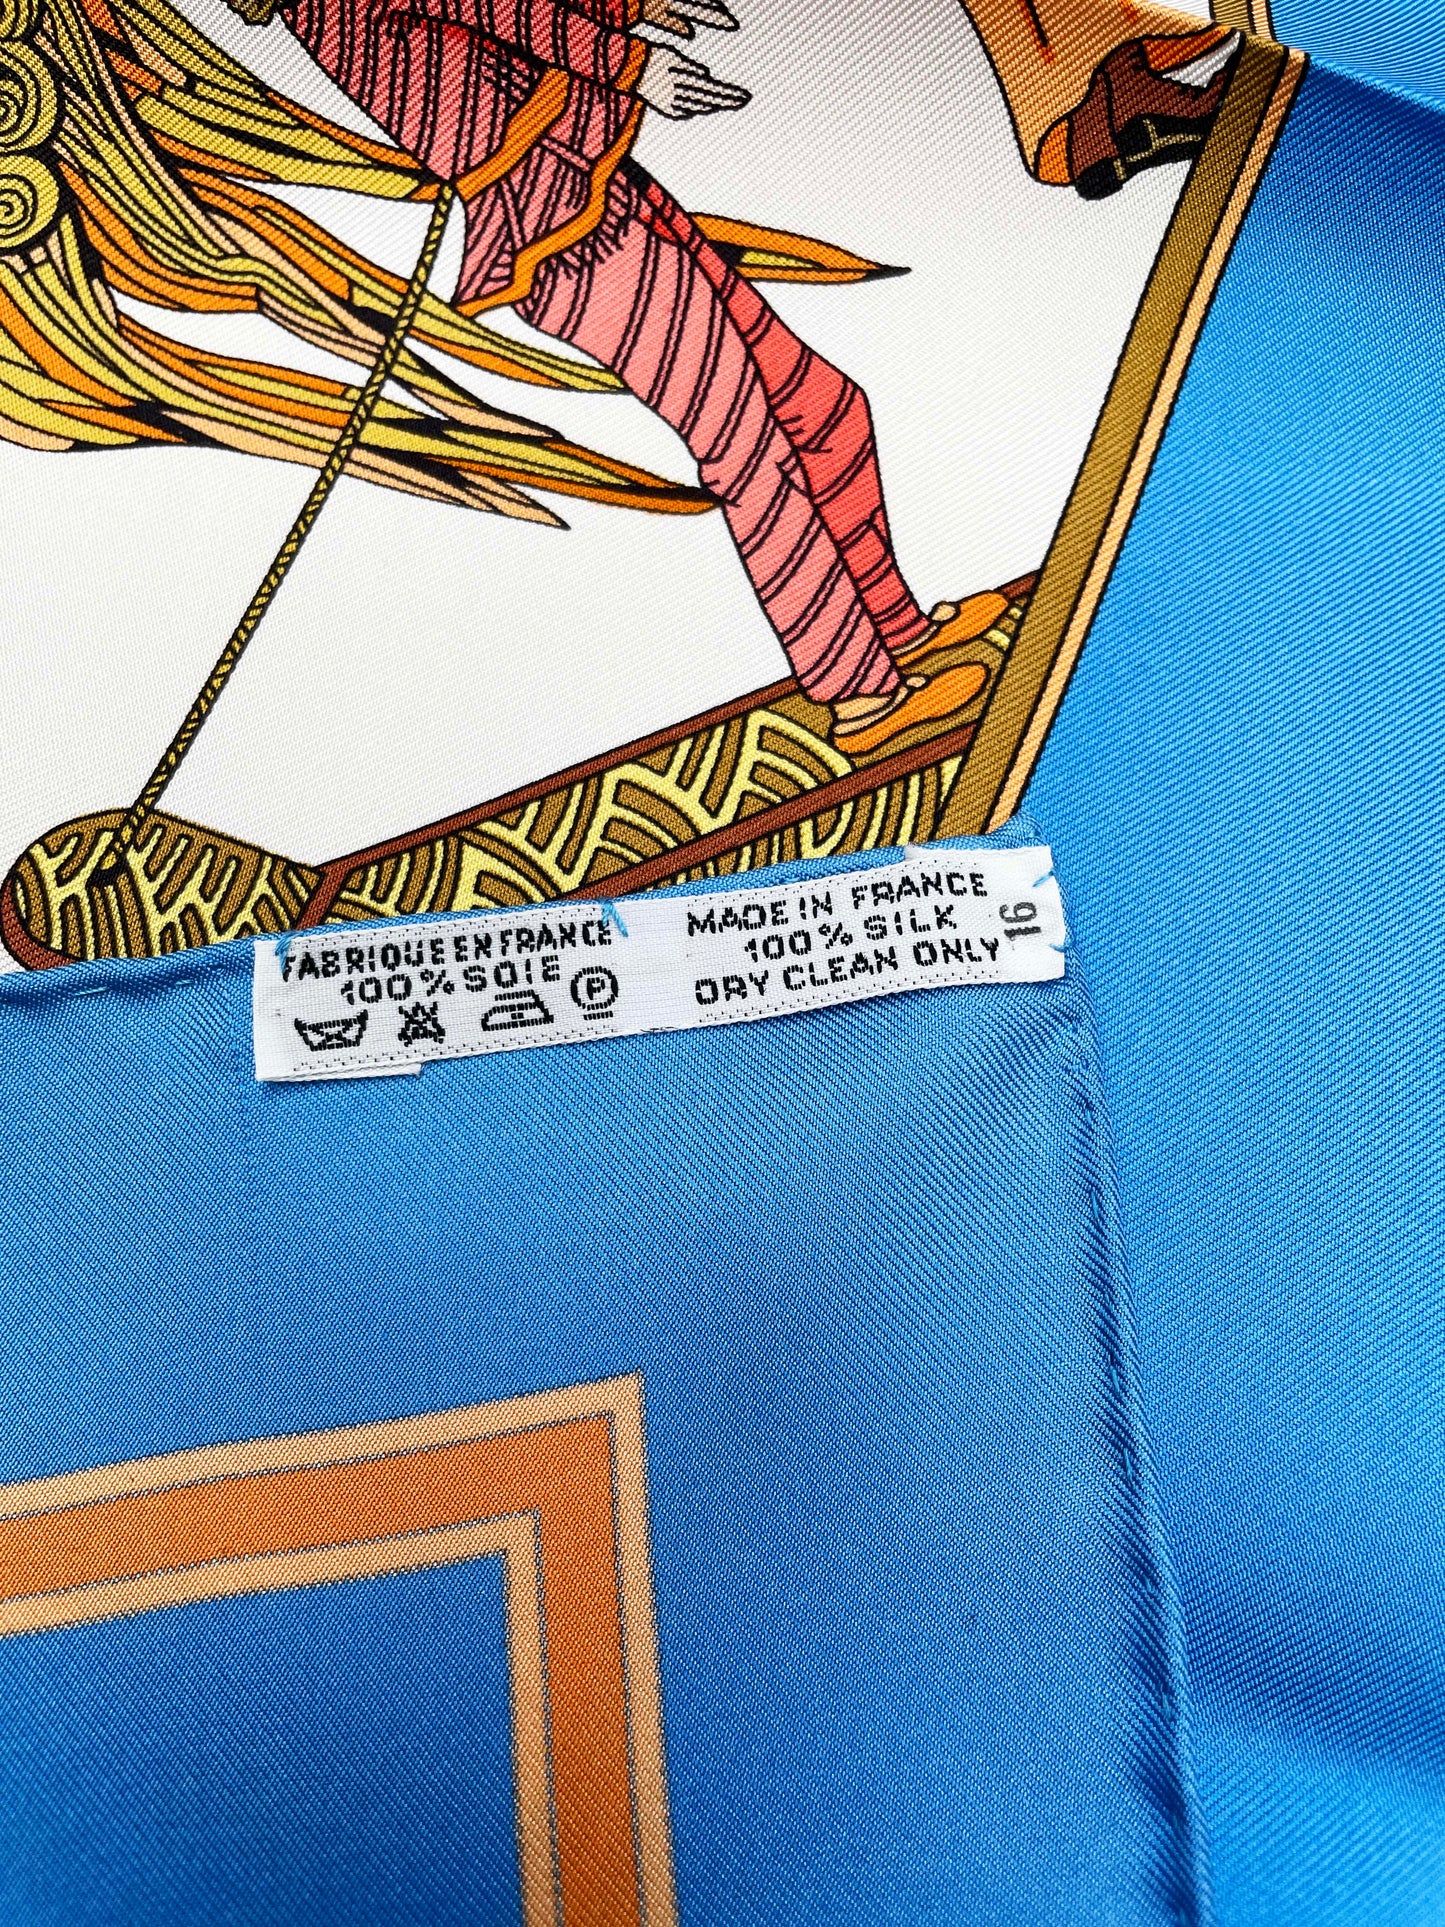 FABRIQUE EN FRANCE
100% SOIE
P
MADE IN FRANCE
100% SILK
DRY CLEAN ONLY
16